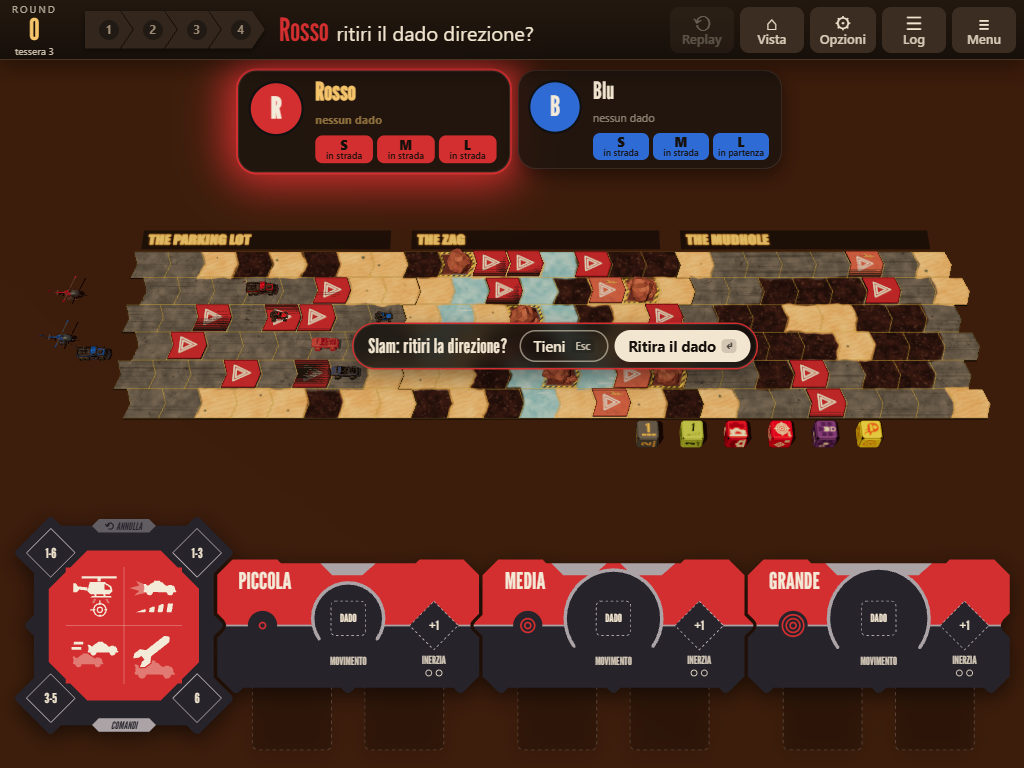 ROUND
0
tessera 3
1 2 3 4
Rosso ritiri il dado direzione?
Replay
Vista
Opzioni
Log
Menu
R
Rosso
nessun dado
S
in strada
M
in strada
L
in strada
B
Blu
nessun dado
S
in strada
M
in strada
L
in partenza
THE PARKING LOT
THE ZAG
THE MUDHOLE
Slam: ritiri la direzione?
Tieni Esc
Ritira il dado
ANNULLA
1-6
1-3
3-5
6
COMANDI
PICCOLA
DADO
+1
MOVIMENTO
INERZIA
MEDIA
DADO
+1
MOVIMENTO
INERZIA
GRANDE
DADO
+1
MOVIMENTO
INERZIA